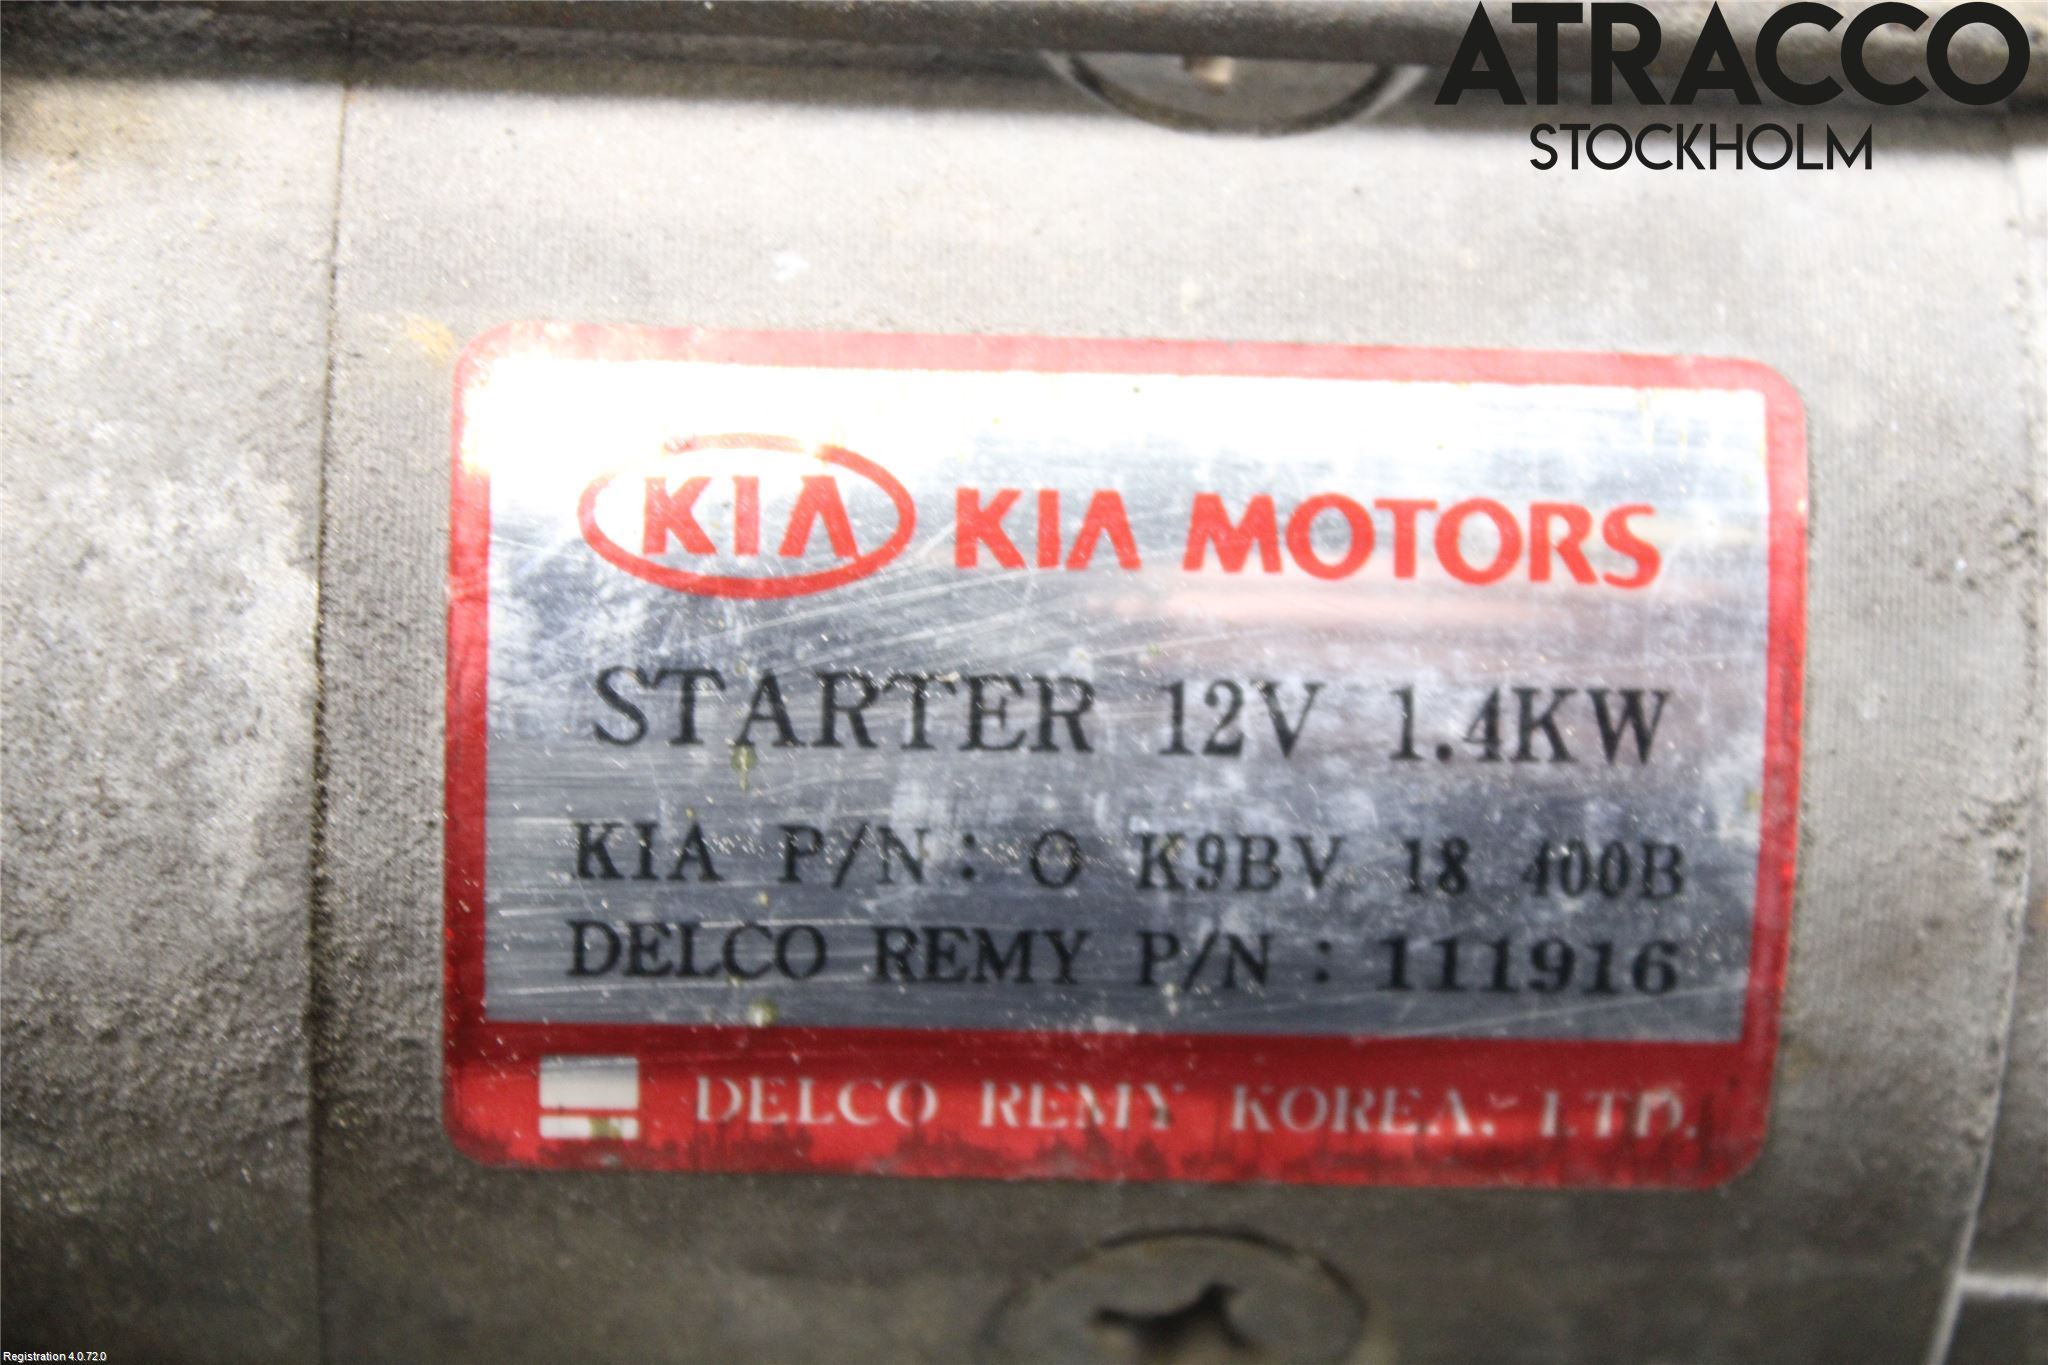 ATRACCO
STOCKHOLM
KIA KIA MOTORS
STARTER 12V 1.4KW
KIA P/N: O K9BV 18 400B
DELCO REMY P/N: 111916
DELCO REMY KOREA. LTD.
Registration 4.0.72.0